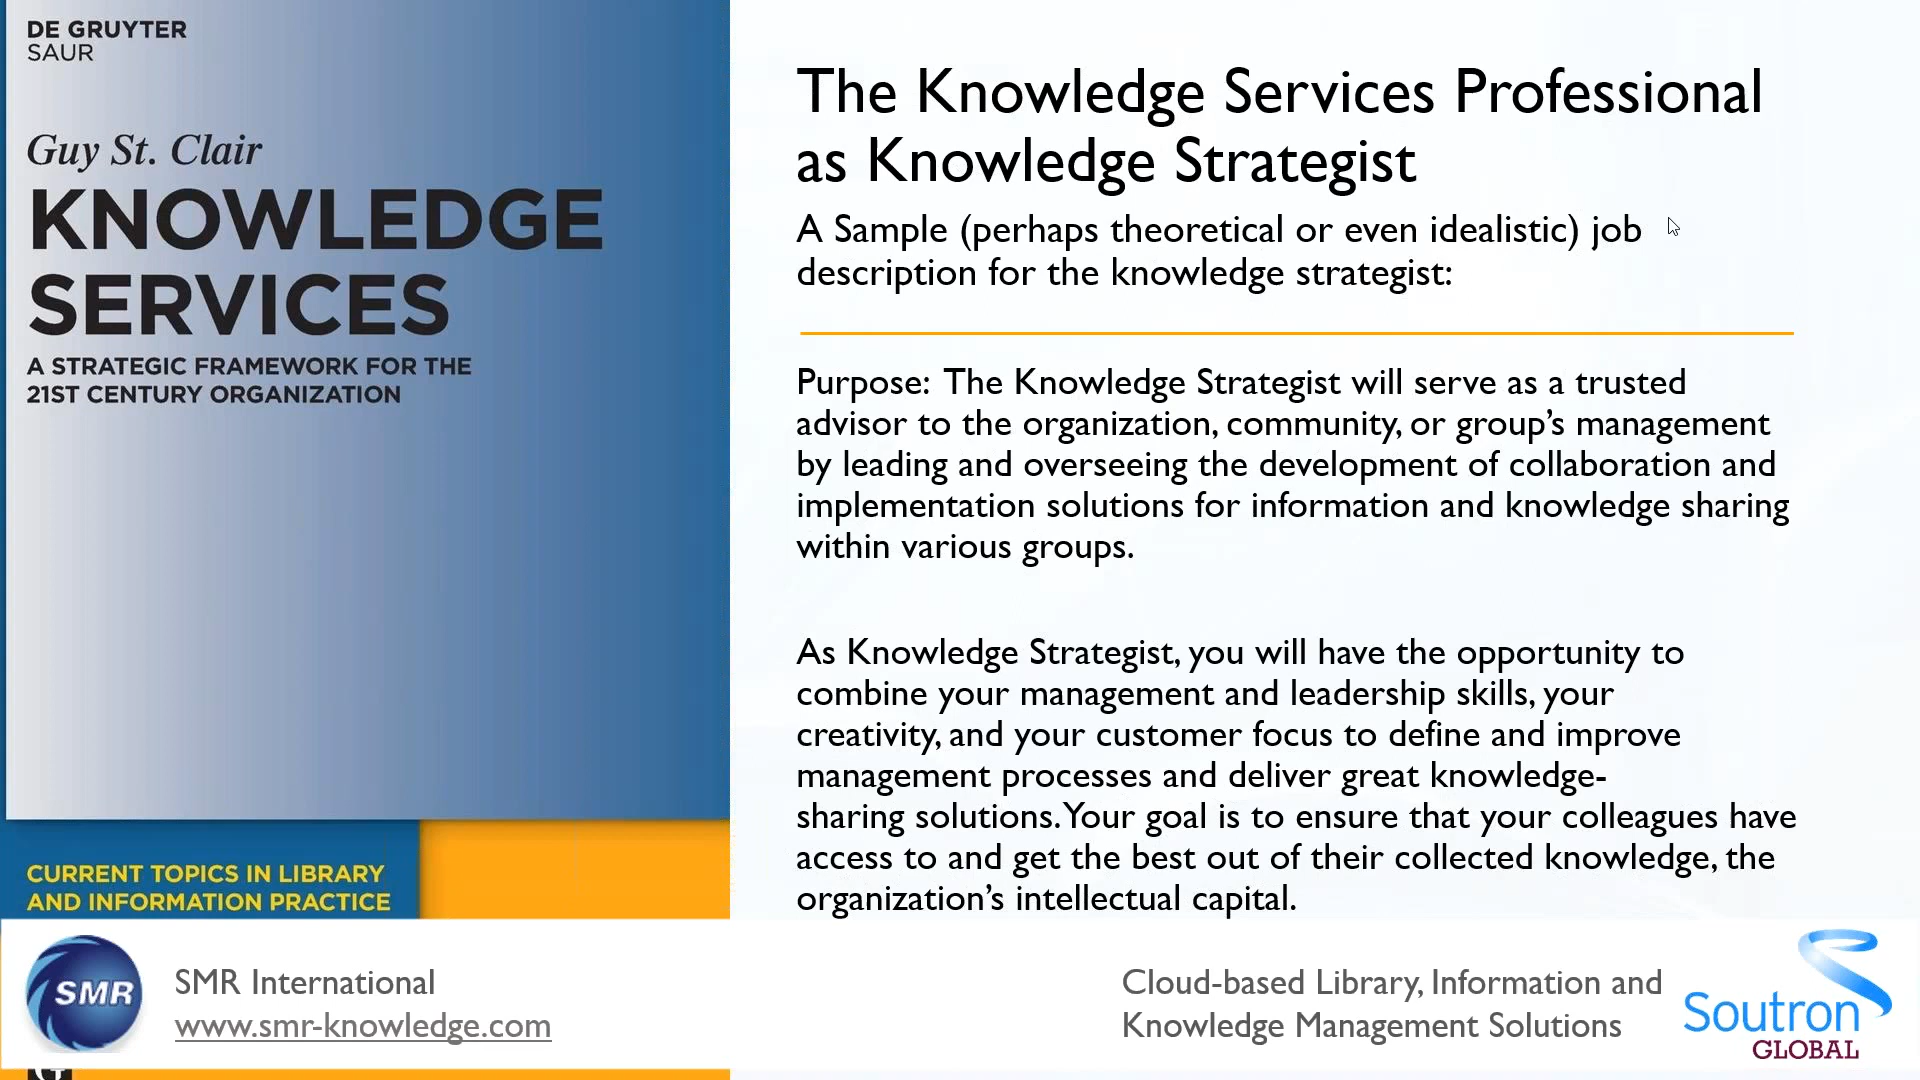 DE GRUYTER
SAUR
Guy St. Clair
KNOWLEDGE
SERVICES
A STRATEGIC FRAMEWORK FOR THE
21ST CENTURY ORGANIZATION
CURRENT TOPICS IN LIBRARY
AND INFORMATION PRACTICE
The Knowledge Services Professional
as Knowledge Strategist
A Sample (perhaps theoretical or even idealistic) job
description for the knowledge strategist:
Purpose: The Knowledge Strategist will serve as a trusted
advisor to the organization, community, or group’s management
by leading and overseeing the development of collaboration and
implementation solutions for information and knowledge sharing
within various groups.
As Knowledge Strategist, you will have the opportunity to
combine your management and leadership skills, your
creativity, and your customer focus to define and improve
management processes and deliver great knowledge-
sharing solutions. Your goal is to ensure that your colleagues have
access to and get the best out of their collected knowledge, the
organization’s intellectual capital.
SMR
SMR International
www.smr-knowledge.com
Cloud-based Library, Information and
Knowledge Management Solutions
Soutron
GLOBAL